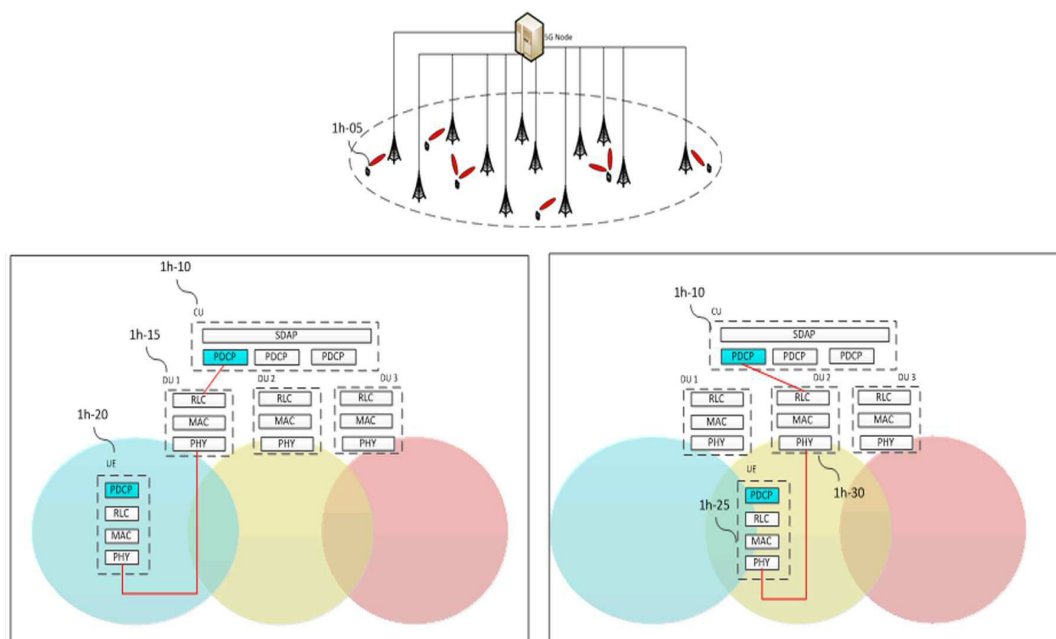 5G Node
1h-05
1h-10
CU
SDAP
PDCP PDCP PDCP
1h-15
DU 1 DU 2 DU 3
RLC RLC RLC
MAC MAC MAC
PHY PHY PHY
1h-20
UE
PDCP
RLC
MAC
PHY
1h-10
CU
SDAP
PDCP PDCP PDCP
DU 1 DU 2 DU 3
RLC RLC RLC
MAC MAC MAC
PHY PHY PHY
1h-30
UE
1h-25
PDCP
RLC
MAC
PHY